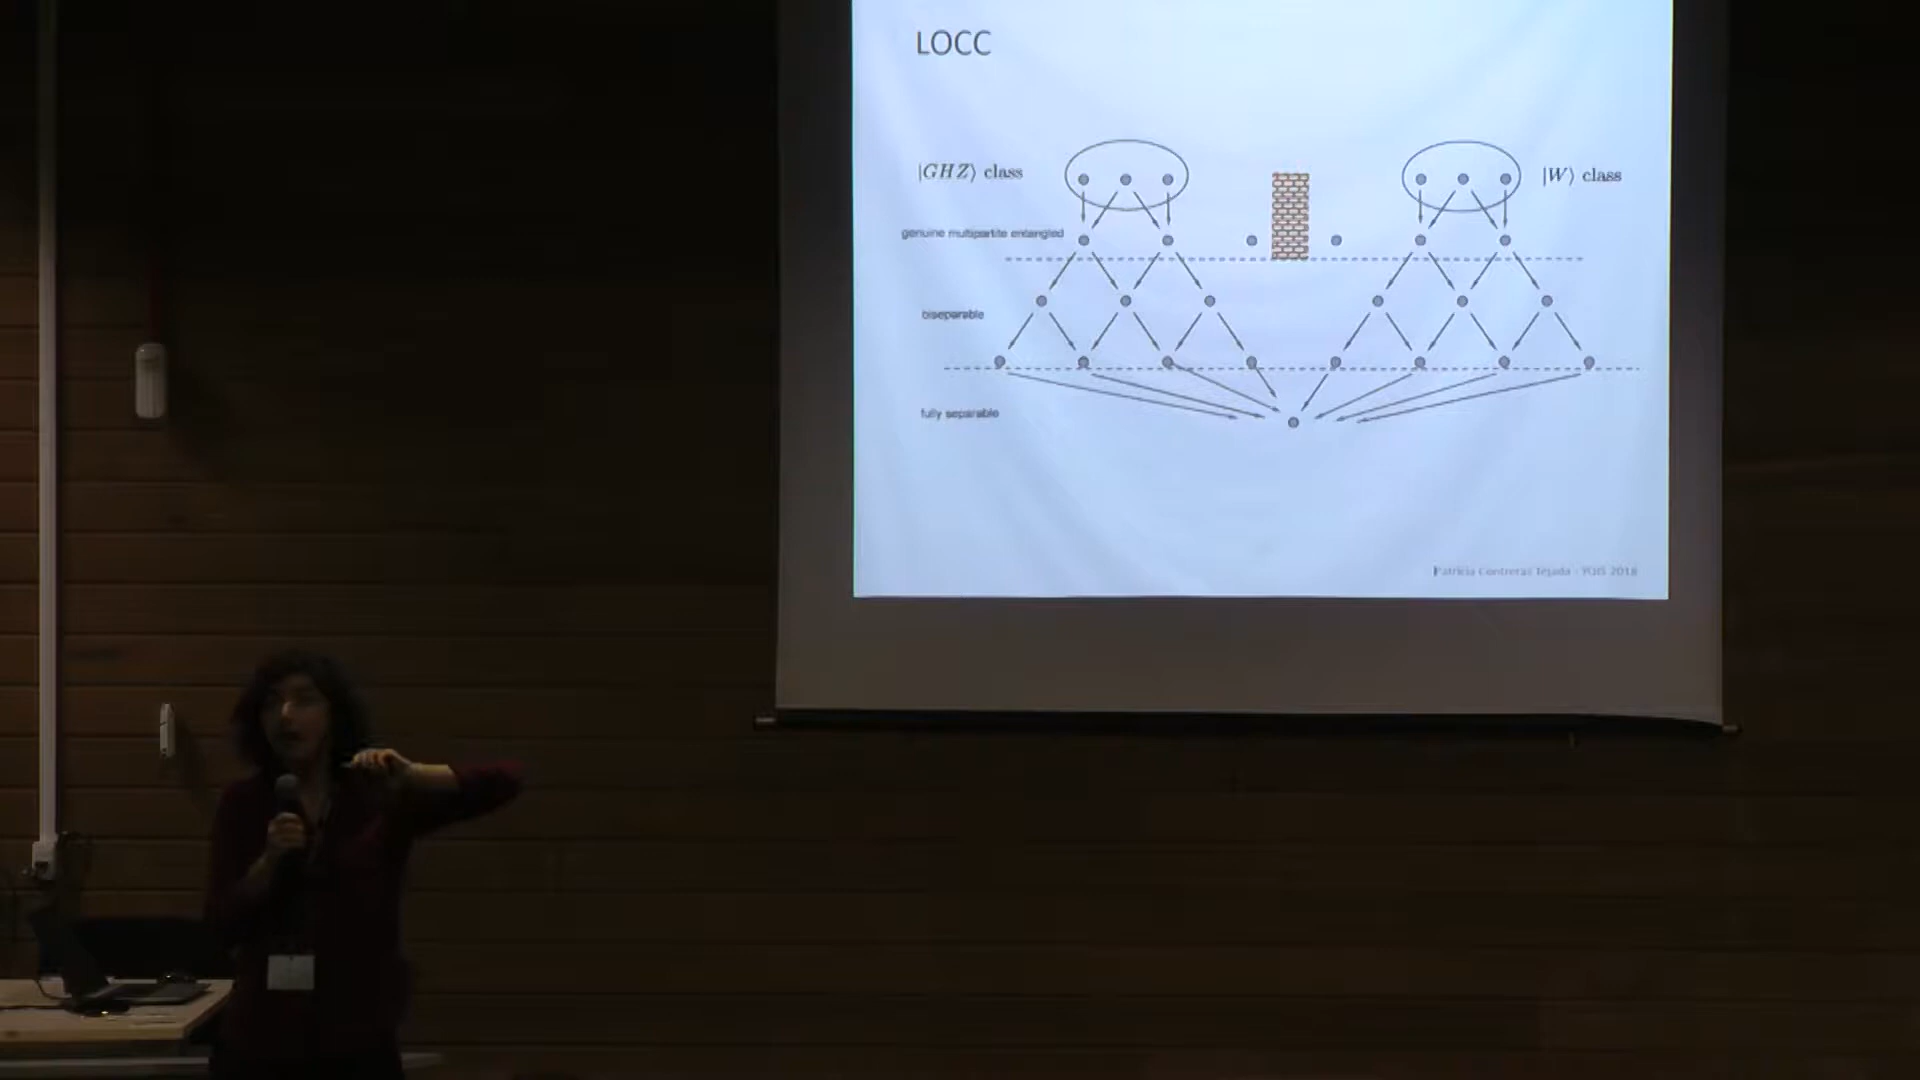 LOCC
|GHZ⟩ class
|W⟩ class
genuine multipartite entangled
biseparable
fully separable
Patricia Contreras Tejada - YQIS 2018